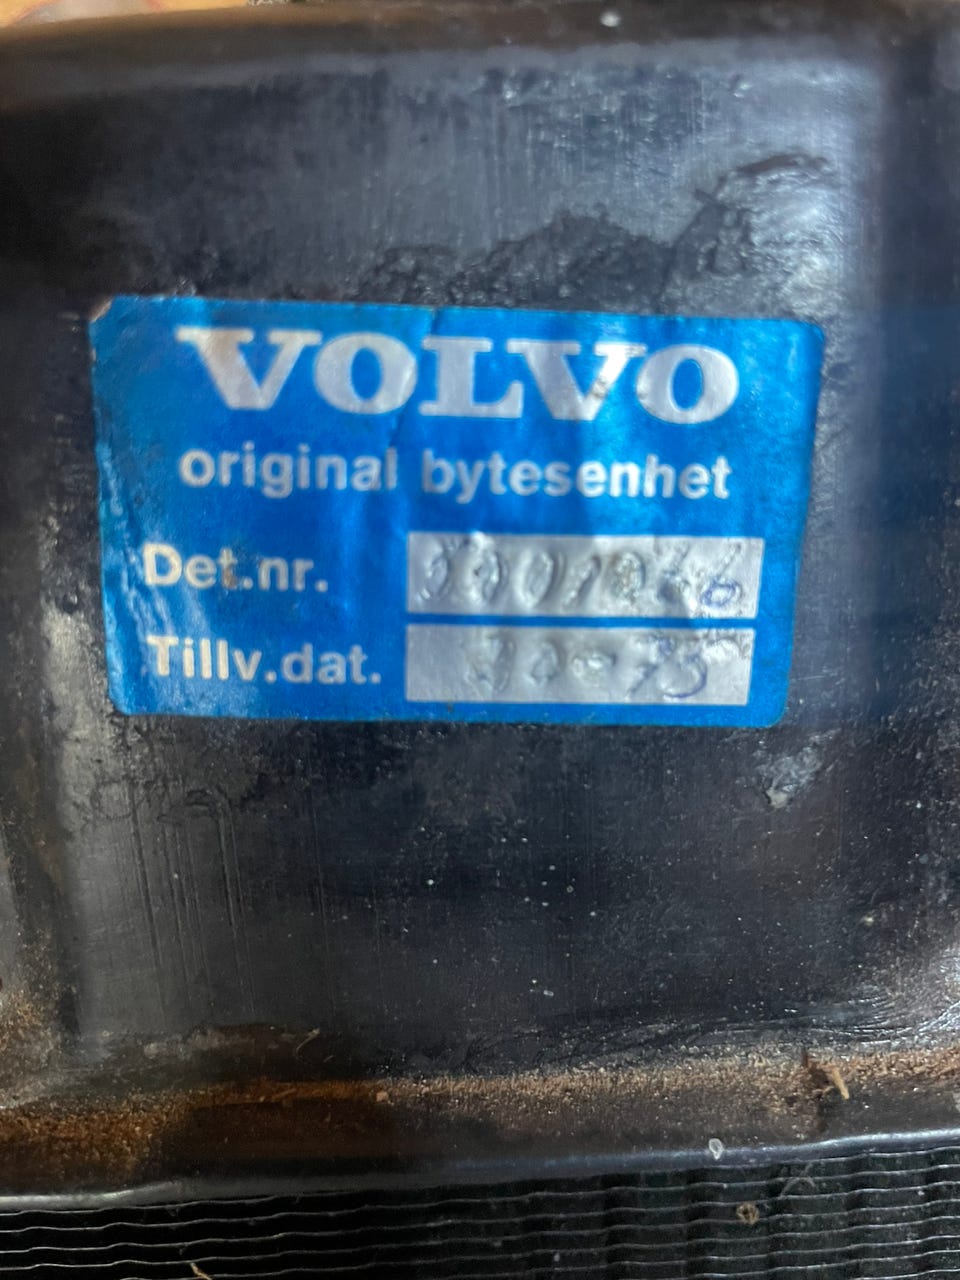 VOLVO
original bytesenhet
Det.nr.
Tillv.dat.